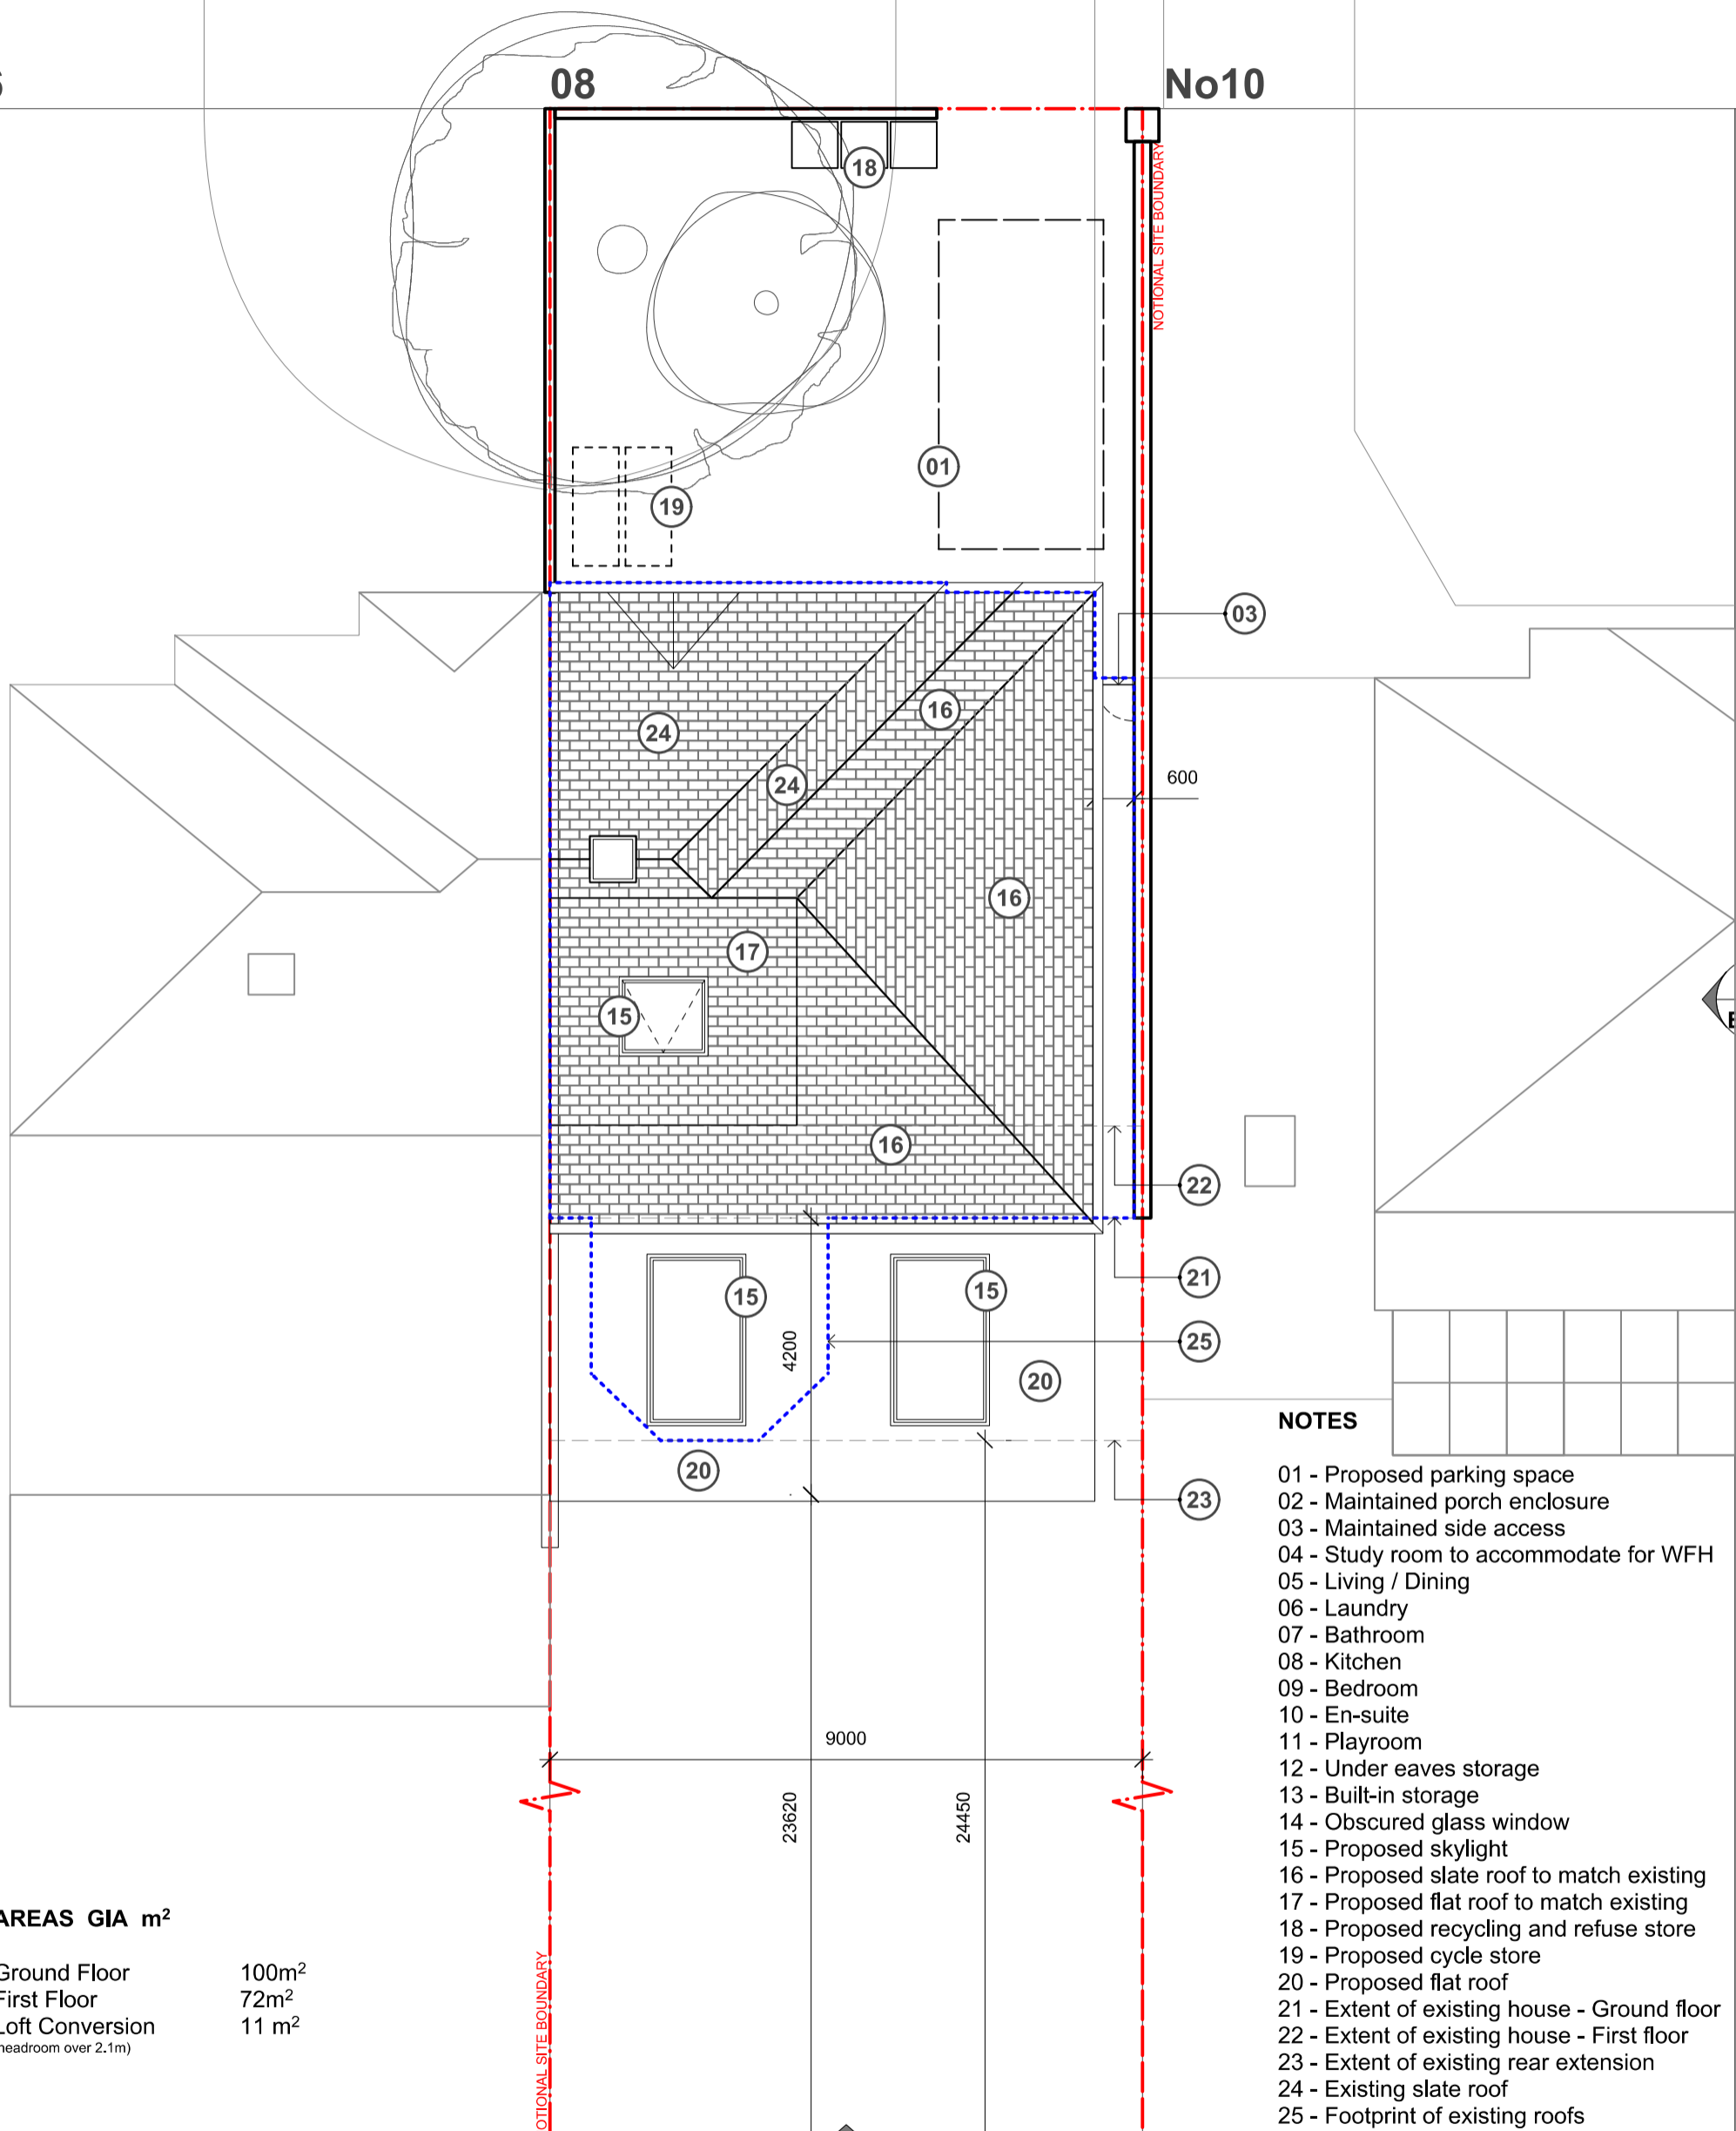 08
No10
18
NOTIONAL SITE BOUNDARY
01
19
03
16
24
24
600
16
17
15
16
22
21
15
15
25
4200
20
20
23
NOTES
01 - Proposed parking space
02 - Maintained porch enclosure
03 - Maintained side access
04 - Study room to accommodate for WFH
05 - Living / Dining
06 - Laundry
07 - Bathroom
08 - Kitchen
09 - Bedroom
10 - En-suite
11 - Playroom
12 - Under eaves storage
13 - Built-in storage
14 - Obscured glass window
15 - Proposed skylight
16 - Proposed slate roof to match existing
17 - Proposed flat roof to match existing
18 - Proposed recycling and refuse store
19 - Proposed cycle store
20 - Proposed flat roof
21 - Extent of existing house - Ground floor
22 - Extent of existing house - First floor
23 - Extent of existing rear extension
24 - Existing slate roof
25 - Footprint of existing roofs
9000
23620
24450
AREAS GIA m²
Ground Floor 100m²
First Floor 72m²
Loft Conversion 11 m²
headroom over 2.1m)
OTIONAL SITE BOUNDARY